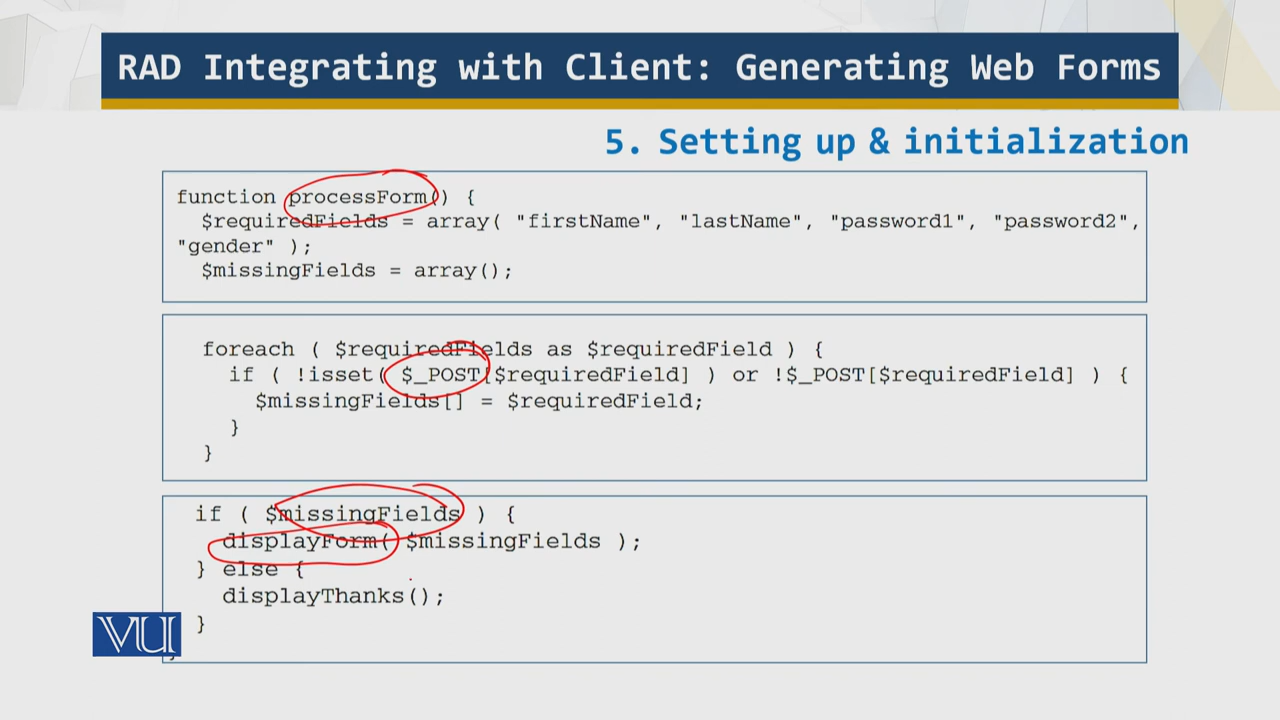 RAD Integrating with Client: Generating Web Forms
5. Setting up & initialization
function processForm() {
$requiredFields = array( "firstName", "lastName", "password1", "password2",
"gender" );
$missingFields = array();
foreach ( $requiredFields as $requiredField ) {
if ( !isset( $_POST[$requiredField] ) or !$_POST[$requiredField] ) {
$missingFields[] = $requiredField;
}
}
if ( $missingFields ) {
displayForm( $missingFields );
} else {
displayThanks();
}
}
VU